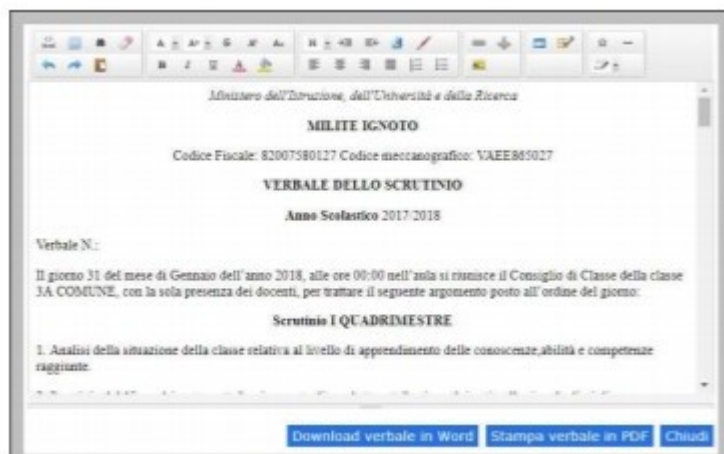 Ministero dell'Istruzione, dell'Università e della Ricerca
MILITE IGNOTO
Codice Fiscale: 82007580127 Codice meccanografico: VAEE865027
VERBALE DELLO SCRUTINIO
Anno Scolastico 2017/2018
Verbale N.:
Il giorno 31 del mese di Gennaio dell'anno 2018, alle ore 00:00 nell'aula si riunisce il Consiglio di Classe della classe
3A COMUNE, con la sola presenza dei docenti, per trattare il seguente argomento posto all'ordine del giorno:
Scrutinio I QUADRIMESTRE
1. Analisi della situazione della classe relativa al livello di apprendimento delle conoscenze,abilità e competenze
raggiunte.
Download verbale in Word Stampa verbale in PDF Chiudi